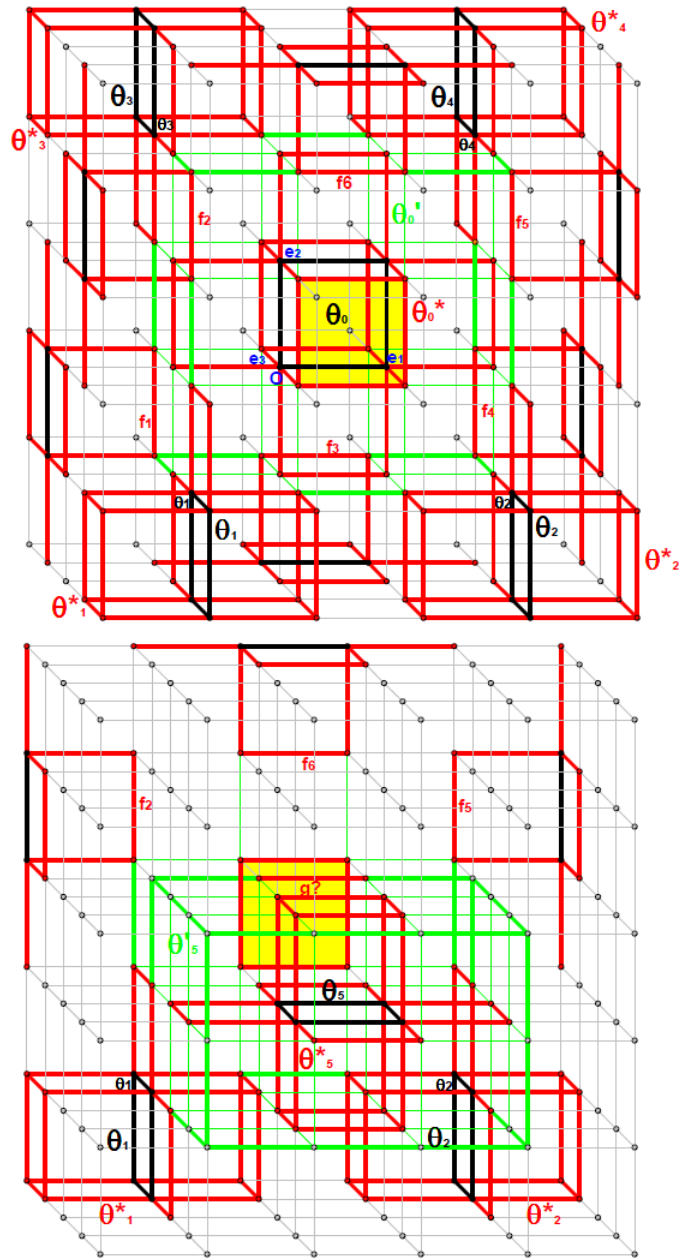 θ*₄
θ₃
θ₄
θ₃
θ₄
θ*₃
f6
f₂
θ₀'
f₅
e₂
θ₀
θ₀*
e₃
e₁
O
f₁
f₃
f₄
θ₁
θ₂
θ₁
θ₂
θ*₂
θ*₁
f₆
f₂
f₅
g?
θ'₅
θ₅
θ*₅
θ₁
θ₂
θ₁
θ₂
θ*₁
θ*₂